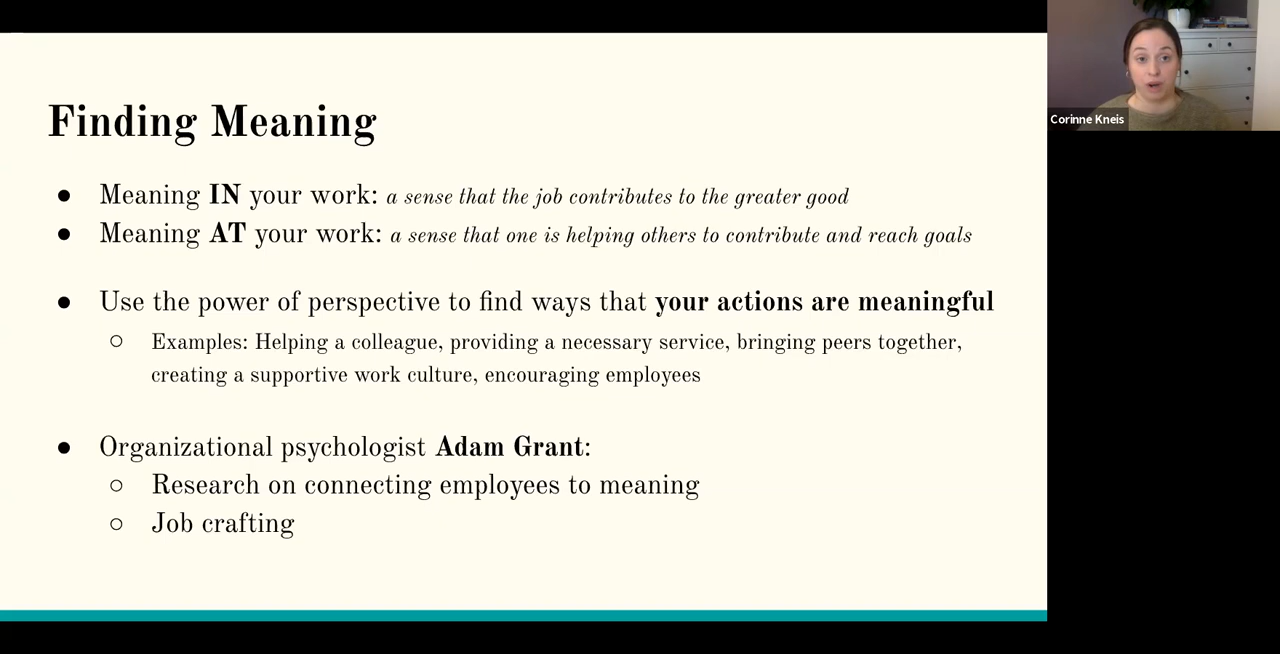 Finding Meaning
● Meaning IN your work: a sense that the job contributes to the greater good
● Meaning AT your work: a sense that one is helping others to contribute and reach goals
● Use the power of perspective to find ways that your actions are meaningful
○ Examples: Helping a colleague, providing a necessary service, bringing peers together,
creating a supportive work culture, encouraging employees
● Organizational psychologist Adam Grant:
○ Research on connecting employees to meaning
○ Job crafting
Corinne Kneis